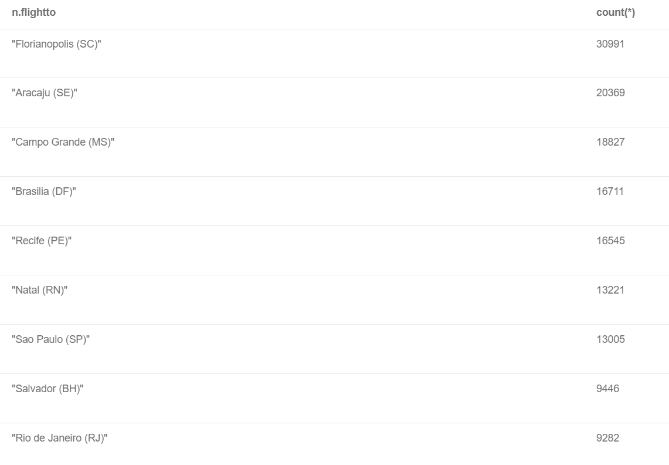 n.flightto count(*)
"Florianopolis (SC)" 30991
"Aracaju (SE)" 20369
"Campo Grande (MS)" 18827
"Brasilia (DF)" 16711
"Recife (PE)" 16545
"Natal (RN)" 13221
"Sao Paulo (SP)" 13005
"Salvador (BH)" 9446
"Rio de Janeiro (RJ)" 9282